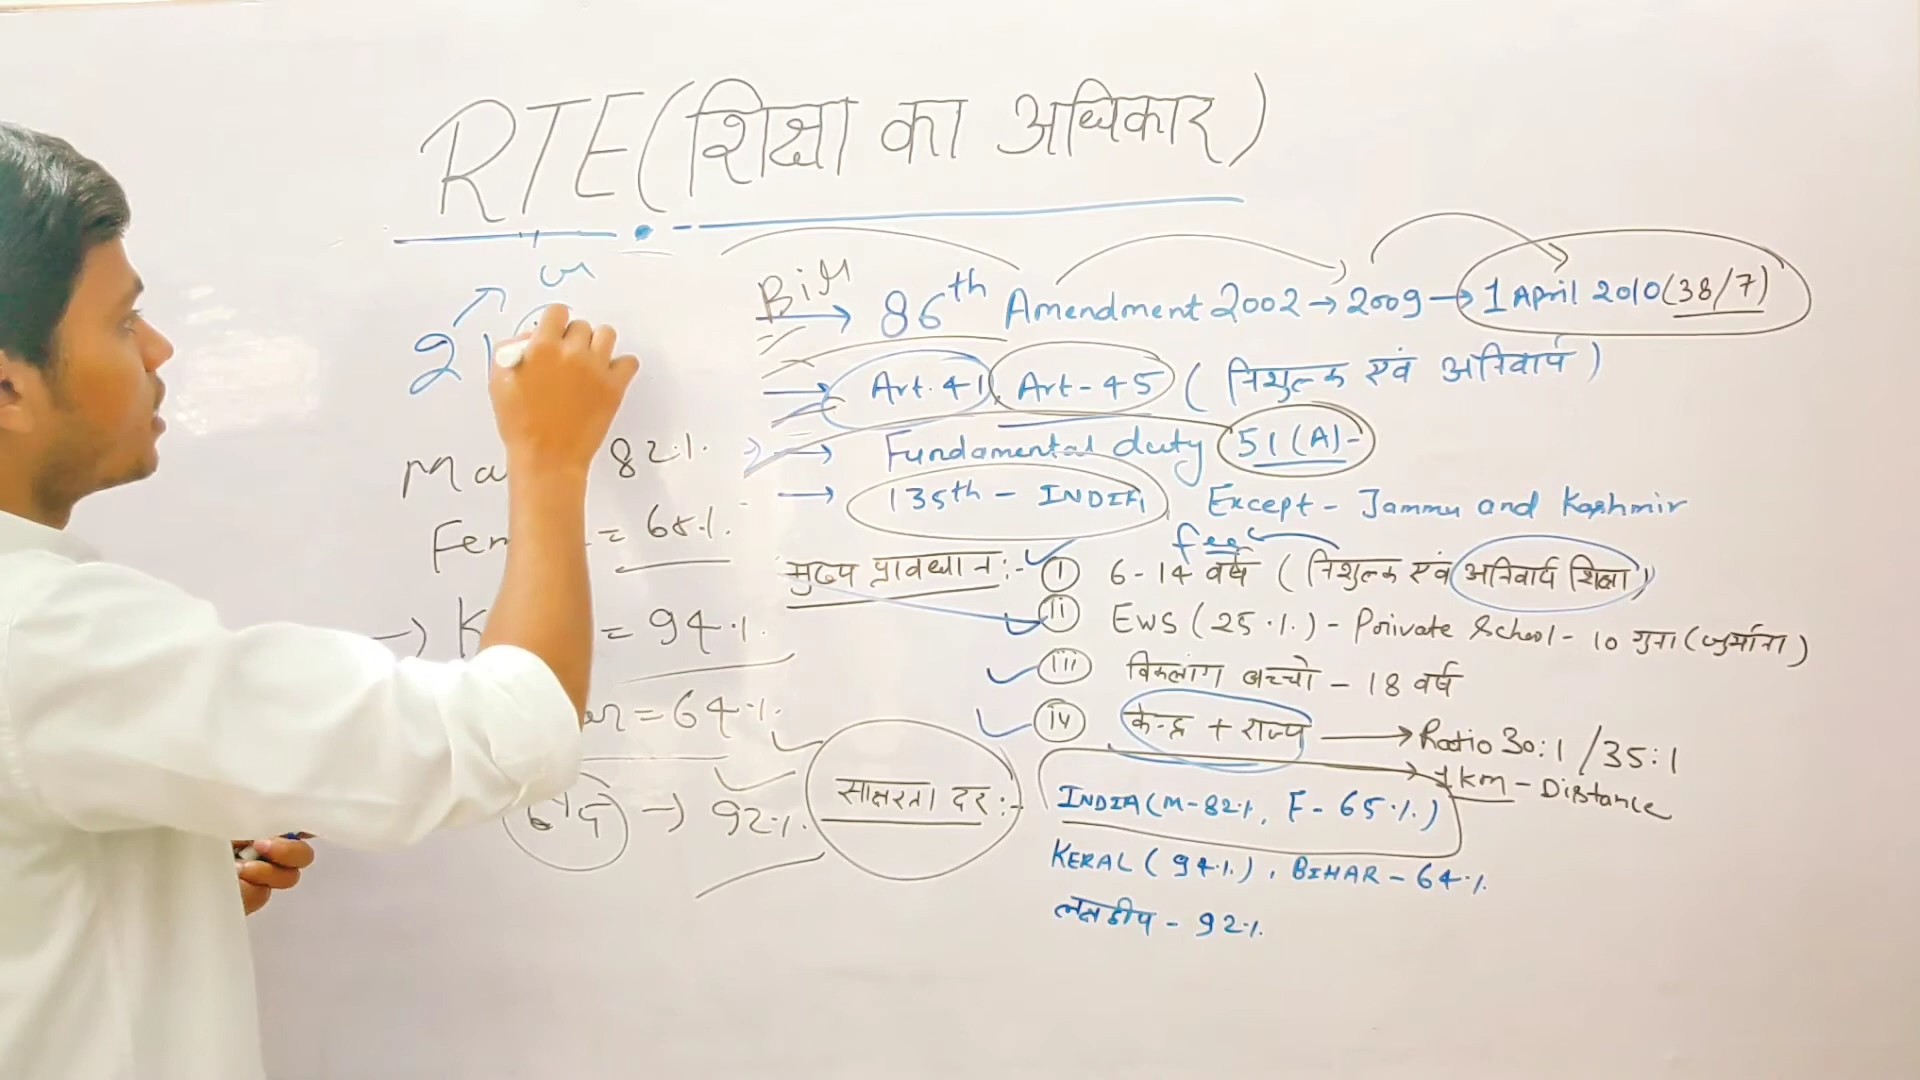 RTE (शिक्षा का अधिकार)
21
Bill
→ 86th Amendment 2002 → 2009 → 1 April 2010 (38/7)
→ Art. 41, Art-45 (निशुल्क एवं अनिवार्य)
→ Fundamental duty 51(A)-
→ 135th - INDIA, Except - Jammu and Kashmir
82%.
= 65%.
→ K = 94%.
= 64%.
→ 92%.
मुख्य प्रावधान:-
fee
(i) 6-14 वर्ष (निशुल्क एवं अनिवार्य शिक्षा)
(ii) EWS (25%.) - Private School - 10 गुना (जुर्माना)
(iii) विकलांग बच्चो - 18 वर्ष
(iv) केन्द्र + राज्य → Ratio 30:1 / 35:1
→ 1 km - Distance
साक्षरता दर:- INDIA (M-82%, F-65%.)
KERAL (94%.), BIHAR - 64%.
लक्षद्वीप - 92%.